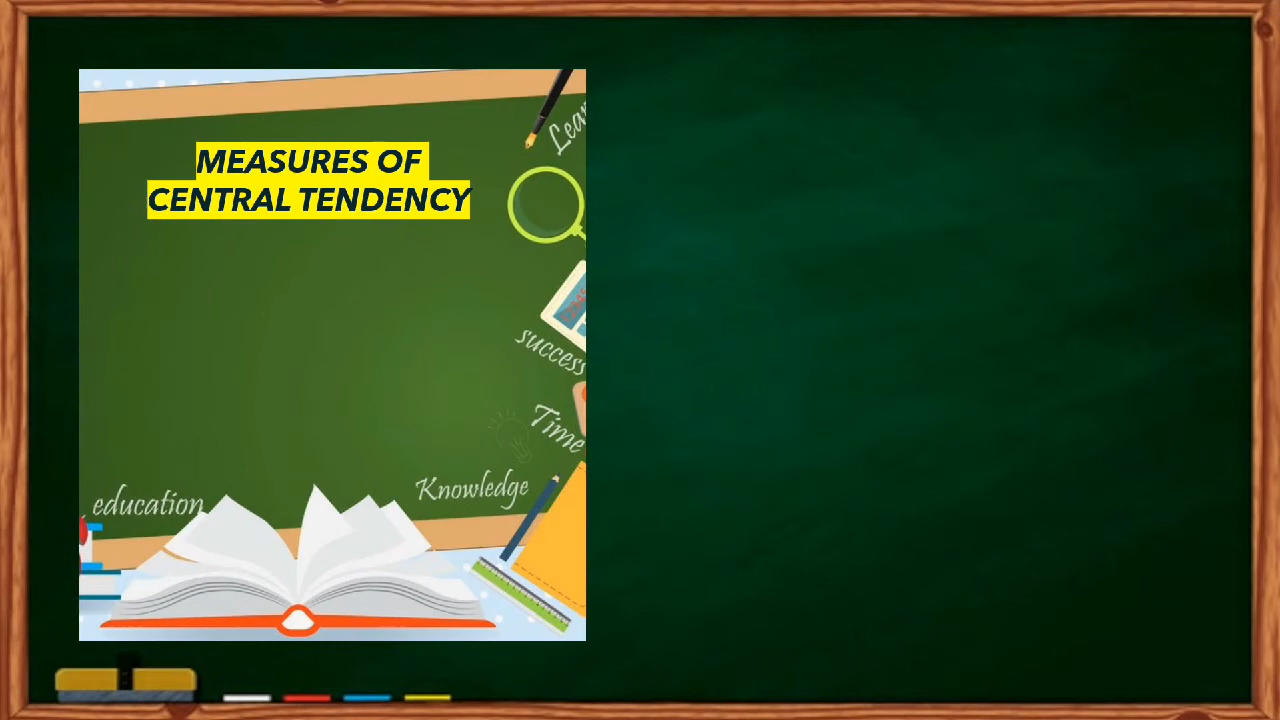 MEASURES OF
CENTRAL TENDENCY
success
Time
Knowledge
education